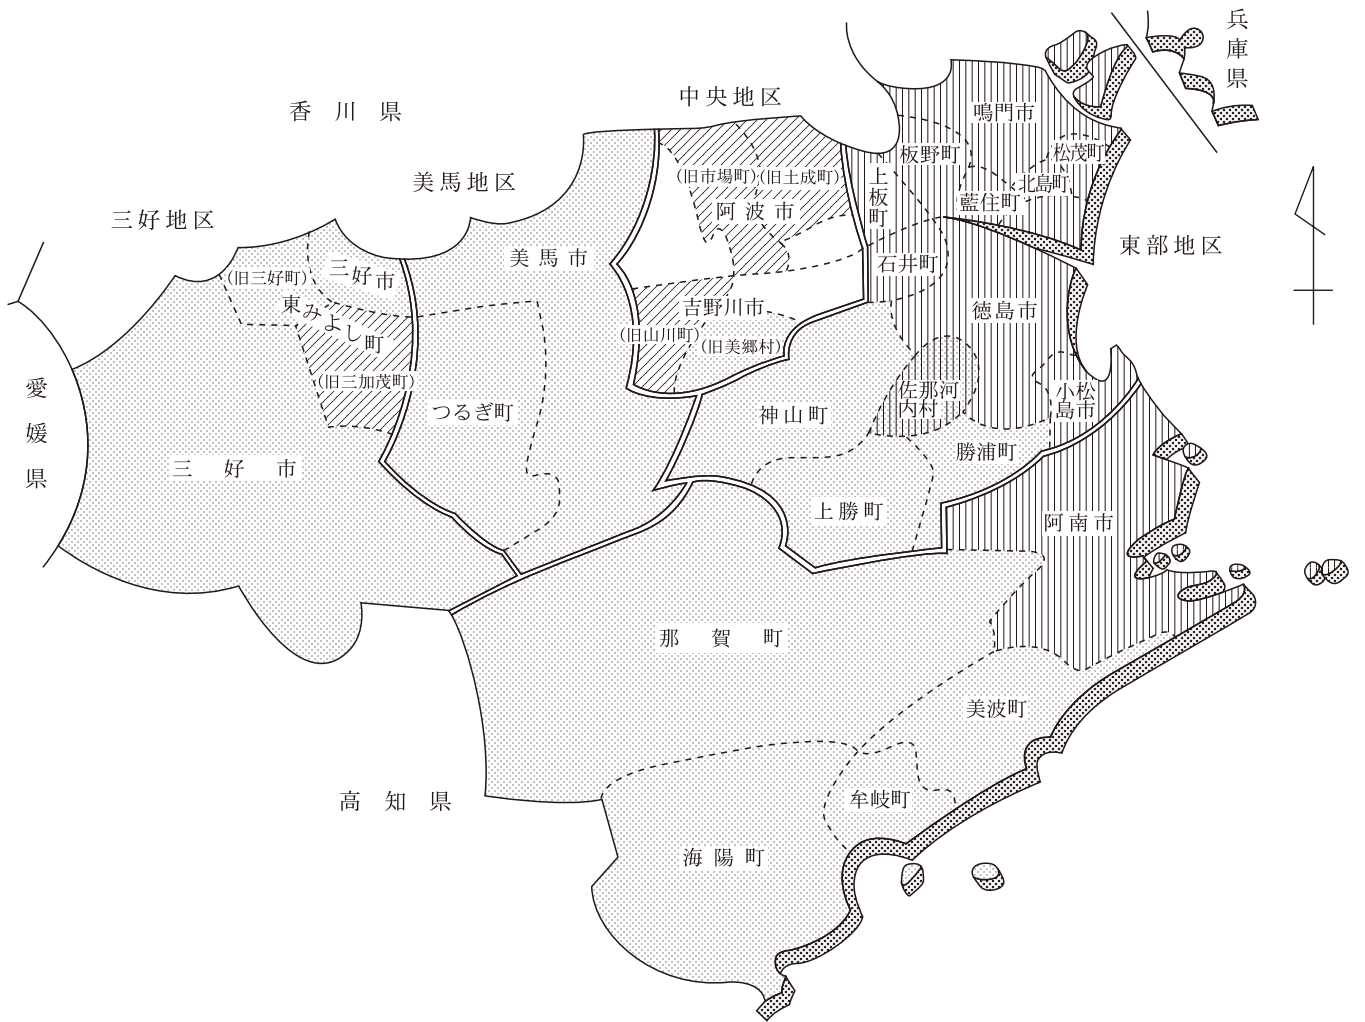 兵庫県
香川県
中央地区
美馬地区
三好地区
東部地区
愛媛県
高知県
鳴門市
松茂町
北島町
藍住町
板野町
上板町
石井町
徳島市
佐那河
内村
小松
島市
(旧市場町)
(旧土成町)
阿波市
吉野川市
(旧山川町)
(旧美郷村)
美馬市
つるぎ町
三好市
(旧三好町)
東みよし町
(旧三加茂町)
三好市
神山町
勝浦町
上勝町
阿南市
那賀町
美波町
牟岐町
海陽町